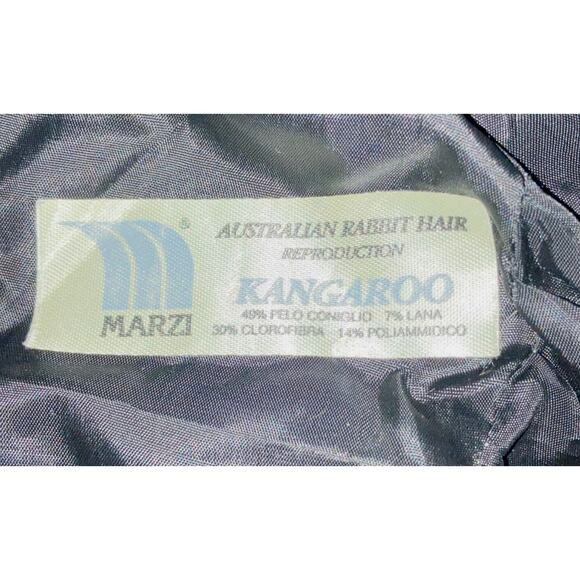 ®
MARZI
AUSTRALIAN RABBIT HAIR
REPRODUCTION
KANGAROO
49% PELO CONIGLIO 7% LANA
30% CLOROFIBRA 14% POLIAMMIDICO